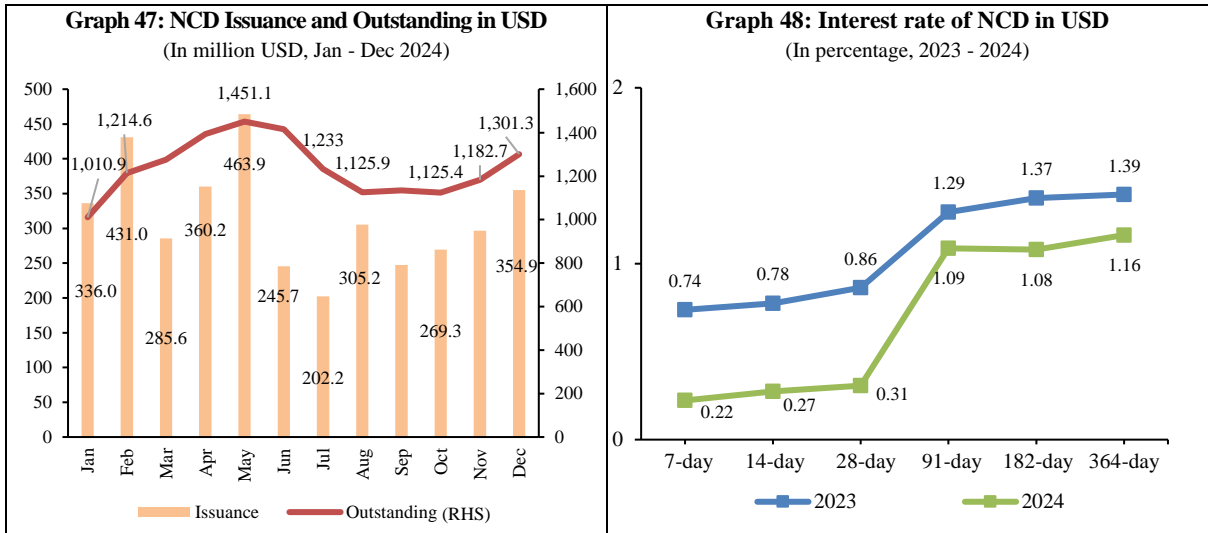 Graph 47: NCD Issuance and Outstanding in USD
(In million USD, Jan - Dec 2024)
500
450
400
350
300
250
200
150
100
50
0
1,600
1,400
1,200
1,000
800
600
400
200
0
1,010.9
1,214.6
1,451.1
1,233
1,125.9
1,125.4
1,182.7
1,301.3
336.0
431.0
285.6
360.2
463.9
245.7
202.2
305.2
269.3
354.9
Jan
Feb
Mar
Apr
May
Jun
Jul
Aug
Sep
Oct
Nov
Dec
Issuance
Outstanding (RHS)
Graph 48: Interest rate of NCD in USD
(In percentage, 2023 - 2024)
2
1
0
0.74
0.78
0.86
1.29
1.37
1.39
0.22
0.27
0.31
1.09
1.08
1.16
7-day
14-day
28-day
91-day
182-day
364-day
2023
2024